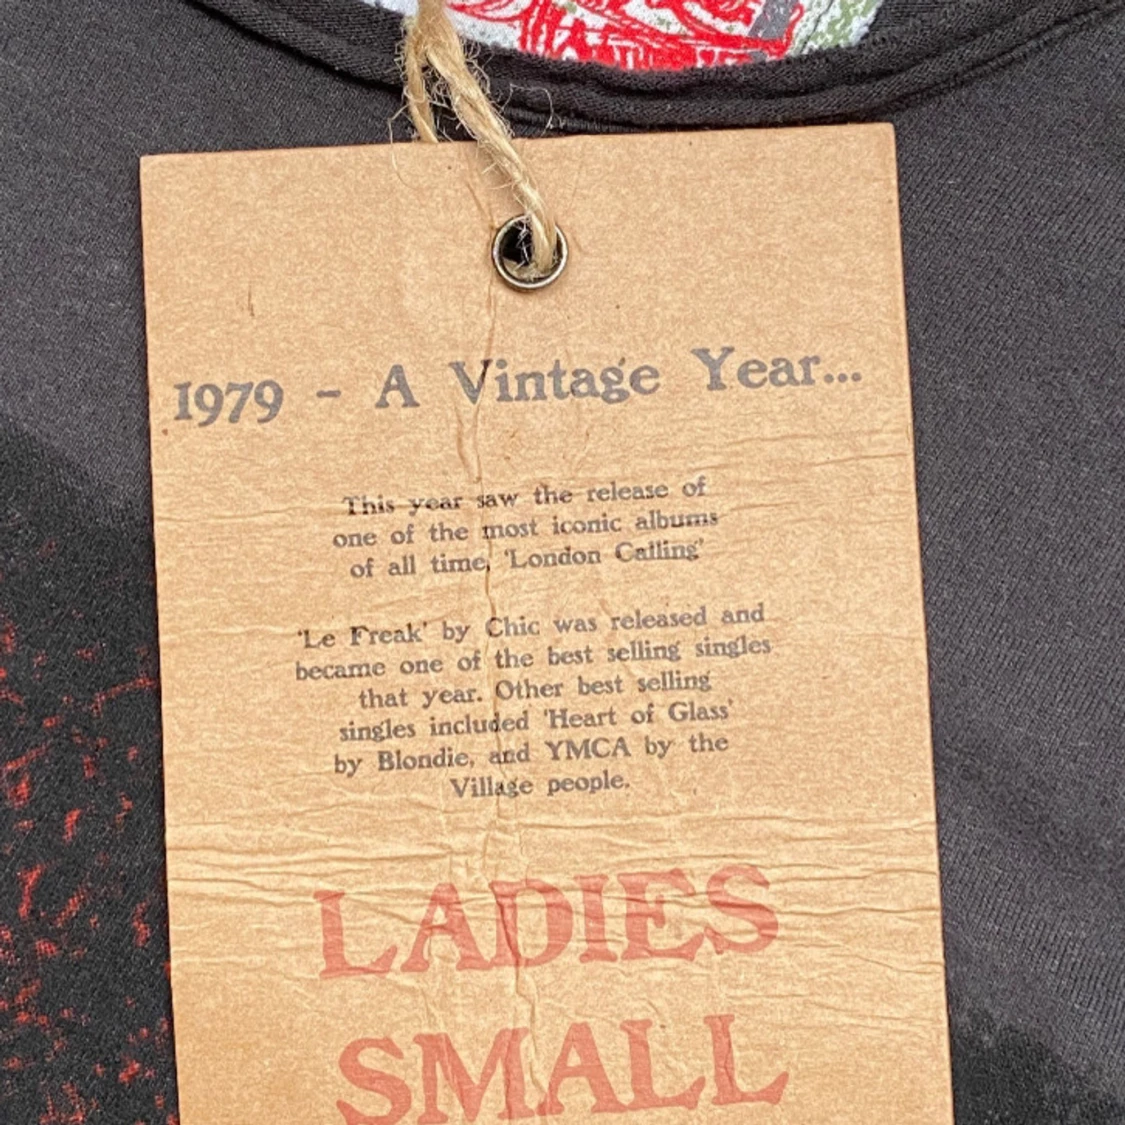 1979 - A Vintage Year...
This year saw the release of
one of the most iconic albums
of all time, 'London Calling'
'Le Freak' by Chic was released and
became one of the best selling singles
that year. Other best selling
singles included 'Heart of Glass'
by Blondie, and YMCA by the
Village people.
LADIES
SMALL